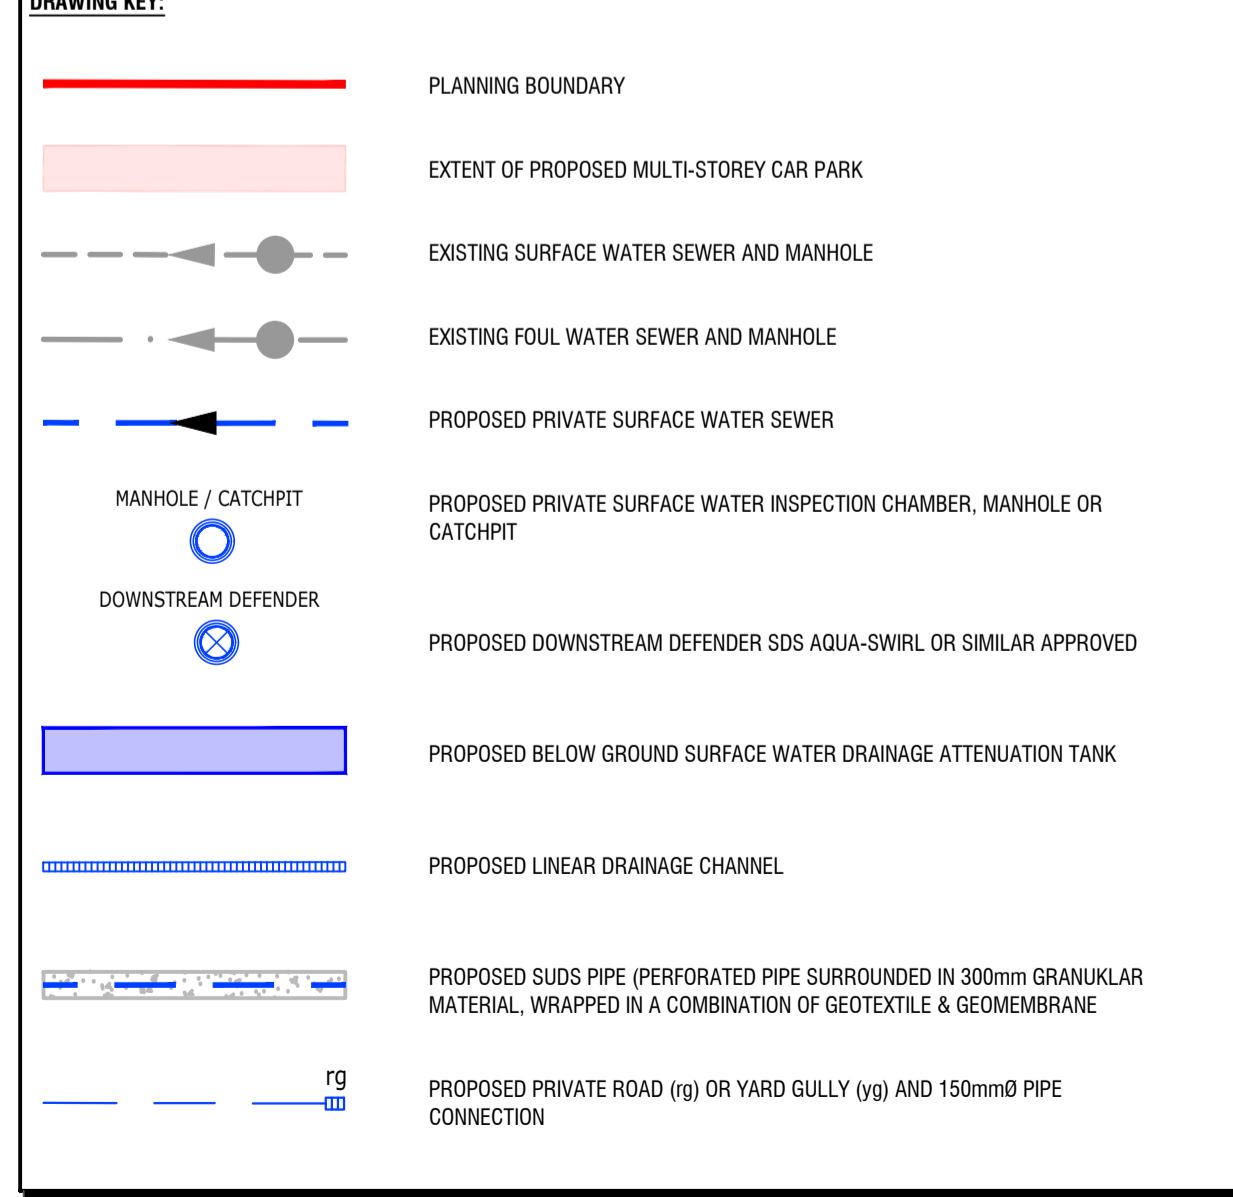 DRAWING KEY:
PLANNING BOUNDARY
EXTENT OF PROPOSED MULTI-STOREY CAR PARK
EXISTING SURFACE WATER SEWER AND MANHOLE
EXISTING FOUL WATER SEWER AND MANHOLE
PROPOSED PRIVATE SURFACE WATER SEWER
MANHOLE / CATCHPIT
PROPOSED PRIVATE SURFACE WATER INSPECTION CHAMBER, MANHOLE OR
CATCHPIT
DOWNSTREAM DEFENDER
PROPOSED DOWNSTREAM DEFENDER SDS AQUA-SWIRL OR SIMILAR APPROVED
PROPOSED BELOW GROUND SURFACE WATER DRAINAGE ATTENUATION TANK
PROPOSED LINEAR DRAINAGE CHANNEL
PROPOSED SUDS PIPE (PERFORATED PIPE SURROUNDED IN 300mm GRANUKLAR
MATERIAL, WRAPPED IN A COMBINATION OF GEOTEXTILE & GEOMEMBRANE
rg
PROPOSED PRIVATE ROAD (rg) OR YARD GULLY (yg) AND 150mmØ PIPE
CONNECTION